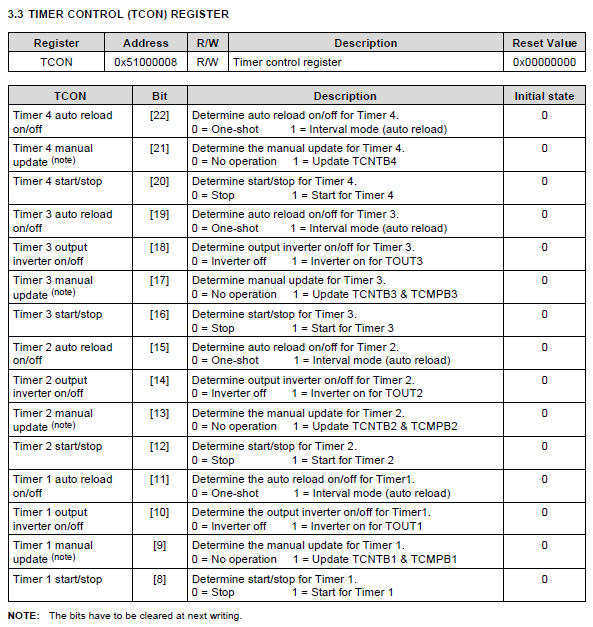 3.3 TIMER CONTROL (TCON) REGISTER
Register Address R/W Description Reset Value
TCON 0x51000008 R/W Timer control register 0x00000000
TCON Bit Description Initial state
Timer 4 auto reload on/off [22] Determine auto reload on/off for Timer 4. 0
0 = One-shot 1 = Interval mode (auto reload)
Timer 4 manual update (note) [21] Determine the manual update for Timer 4. 0
0 = No operation 1 = Update TCNTB4
Timer 4 start/stop [20] Determine start/stop for Timer 4. 0
0 = Stop 1 = Start for Timer 4
Timer 3 auto reload on/off [19] Determine auto reload on/off for Timer 3. 0
0 = One-shot 1 = Interval mode (auto reload)
Timer 3 output inverter on/off [18] Determine output inverter on/off for Timer 3. 0
0 = Inverter off 1 = Inverter on for TOUT3
Timer 3 manual update (note) [17] Determine manual update for Timer 3. 0
0 = No operation 1 = Update TCNTB3 & TCMPB3
Timer 3 start/stop [16] Determine start/stop for Timer 3. 0
0 = Stop 1 = Start for Timer 3
Timer 2 auto reload on/off [15] Determine auto reload on/off for Timer 2. 0
0 = One-shot 1 = Interval mode (auto reload)
Timer 2 output inverter on/off [14] Determine output inverter on/off for Timer 2. 0
0 = Inverter off 1 = Inverter on for TOUT2
Timer 2 manual update (note) [13] Determine the manual update for Timer 2. 0
0 = No operation 1 = Update TCNTB2 & TCMPB2
Timer 2 start/stop [12] Determine start/stop for Timer 2. 0
0 = Stop 1 = Start for Timer 2
Timer 1 auto reload on/off [11] Determine the auto reload on/off for Timer1. 0
0 = One-shot 1 = Interval mode (auto reload)
Timer 1 output inverter on/off [10] Determine the output inverter on/off for Timer1. 0
0 = Inverter off 1 = Inverter on for TOUT1
Timer 1 manual update (note) [9] Determine the manual update for Timer 1. 0
0 = No operation 1 = Update TCNTB1 & TCMPB1
Timer 1 start/stop [8] Determine start/stop for Timer 1. 0
0 = Stop 1 = Start for Timer 1
NOTE: The bits have to be cleared at next writing.